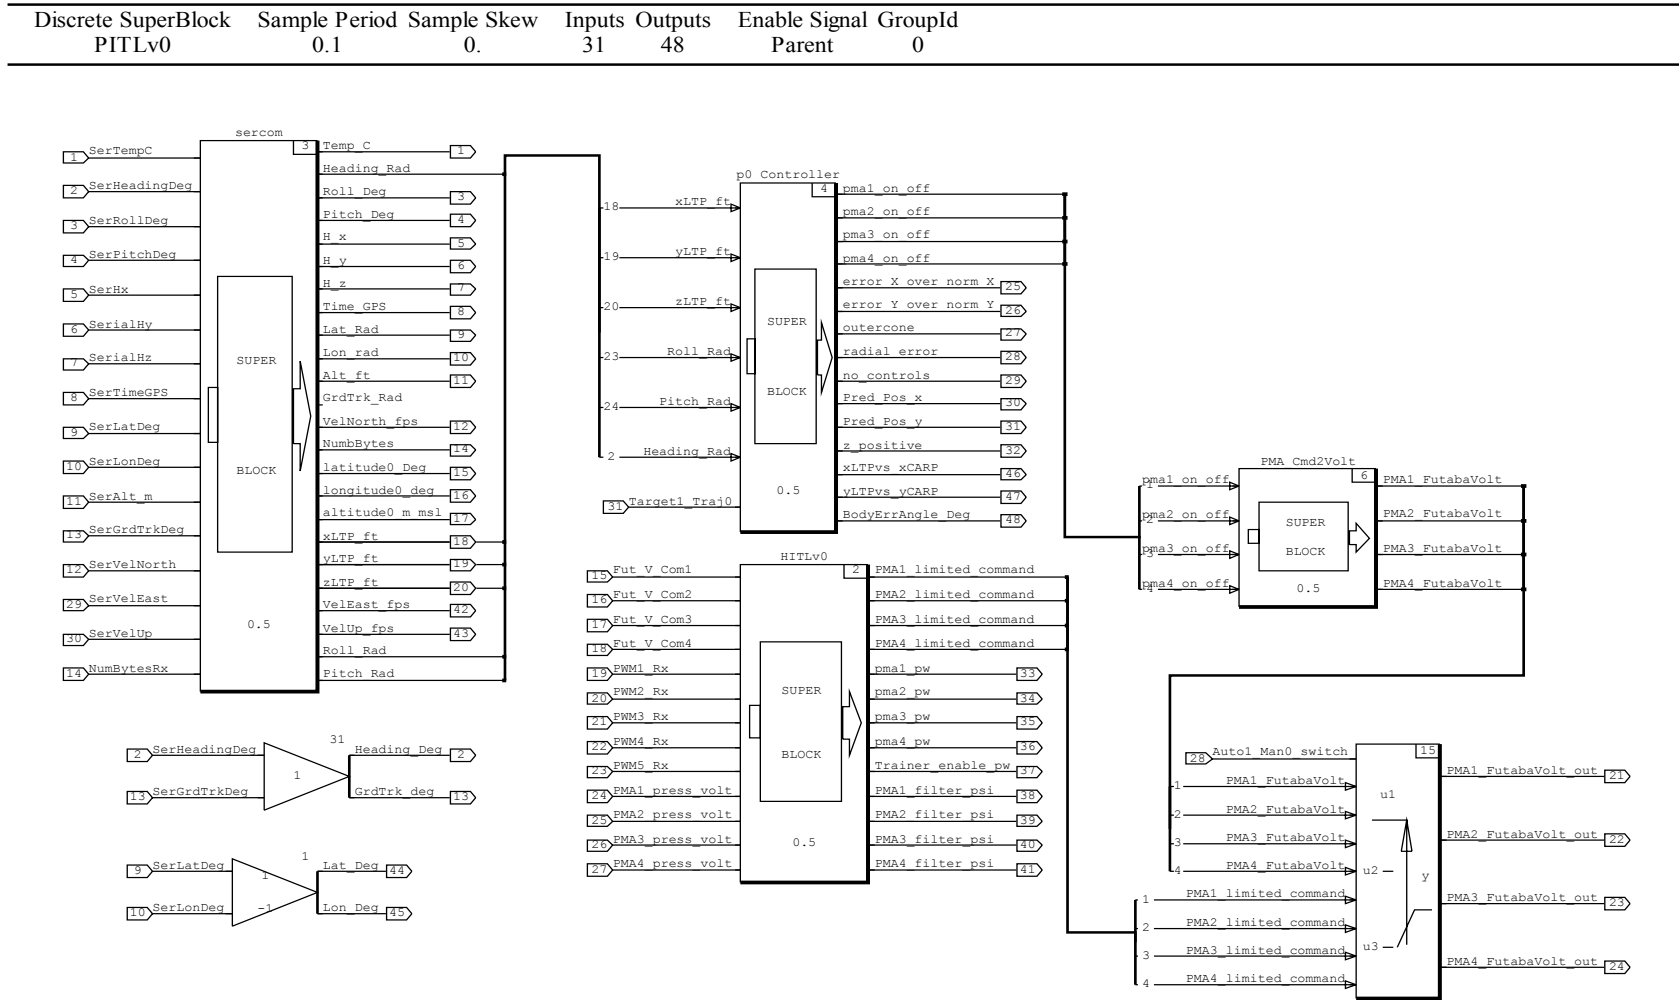 Discrete SuperBlock Sample Period Sample Skew Inputs Outputs Enable Signal GroupId
PITLv0 0.1 0. 31 48 Parent 0
sercom
3
1 SerTempC
2 SerHeadingDeg
3 SerRollDeg
4 SerPitchDeg
5 SerHx
6 SerialHy
7 SerialHz
8 SerTimeGPS
9 SerLatDeg
10 SerLonDeg
11 SerAlt_m
13 SerGrdTrkDeg
12 SerVelNorth
29 SerVelEast
30 SerVelUp
14 NumBytesRx
SUPER
BLOCK
0.5
Temp_C 1
Heading_Rad
Roll_Deg 3
Pitch_Deg 4
H_x 5
H_y 6
H_z 7
Time_GPS 8
Lat_Rad 9
Lon_rad 10
Alt_ft 11
GrdTrk_Rad
VelNorth_fps 12
NumbBytes 14
latitude0_Deg 15
longitude0_deg 16
altitude0_m_msl 17
xLTP_ft 18
yLTP_ft 19
zLTP_ft 20
VelEast_fps 42
VelUp_fps 43
Roll_Rad
Pitch_Rad
p0_Controller
4
18 xLTP_ft
19 yLTP_ft
20 zLTP_ft
23 Roll_Rad
24 Pitch_Rad
2 Heading_Rad
31 Target1_Traj0
SUPER
BLOCK
0.5
pma1_on_off
pma2_on_off
pma3_on_off
pma4_on_off
error_X_over_norm_X 25
error_Y_over_norm_Y 26
outercone 27
radial_error 28
no_controls 29
Pred_Pos_x 30
Pred_Pos_y 31
z_positive 32
xLTPvs_xCARP 46
yLTPvs_yCARP 47
BodyErrAngle_Deg 48
HITLv0
2
15 Fut_V_Com1
16 Fut_V_Com2
17 Fut_V_Com3
18 Fut_V_Com4
19 PWM1_Rx
20 PWM2_Rx
21 PWM3_Rx
22 PWM4_Rx
23 PWM5_Rx
24 PMA1_press_volt
25 PMA2_press_volt
26 PMA3_press_volt
27 PMA4_press_volt
SUPER
BLOCK
0.5
PMA1_limited_command
PMA2_limited_command
PMA3_limited_command
PMA4_limited_command
pma1_pw 33
pma2_pw 34
pma3_pw 35
pma4_pw 36
Trainer_enable_pw 37
PMA1_filter_psi 38
PMA2_filter_psi 39
PMA3_filter_psi 40
PMA4_filter_psi 41
PMA_Cmd2Volt
6
1 pma1_on_off
2 pma2_on_off
3 pma3_on_off
4 pma4_on_off
SUPER
BLOCK
0.5
PMA1_FutabaVolt
PMA2_FutabaVolt
PMA3_FutabaVolt
PMA4_FutabaVolt
15
28 Auto1_Man0_switch
1 PMA1_FutabaVolt
2 PMA2_FutabaVolt
3 PMA3_FutabaVolt
4 PMA4_FutabaVolt
1 PMA1_limited_command
2 PMA2_limited_command
3 PMA3_limited_command
4 PMA4_limited_command
u1
u2
y
u3
PMA1_FutabaVolt_out 21
PMA2_FutabaVolt_out 22
PMA3_FutabaVolt_out 23
PMA4_FutabaVolt_out 24
31
2 SerHeadingDeg
13 SerGrdTrkDeg
1
Heading_Deg 2
GrdTrk_deg 13
1
9 SerLatDeg
10 SerLonDeg
1
-1
Lat_Deg 44
Lon_Deg 45